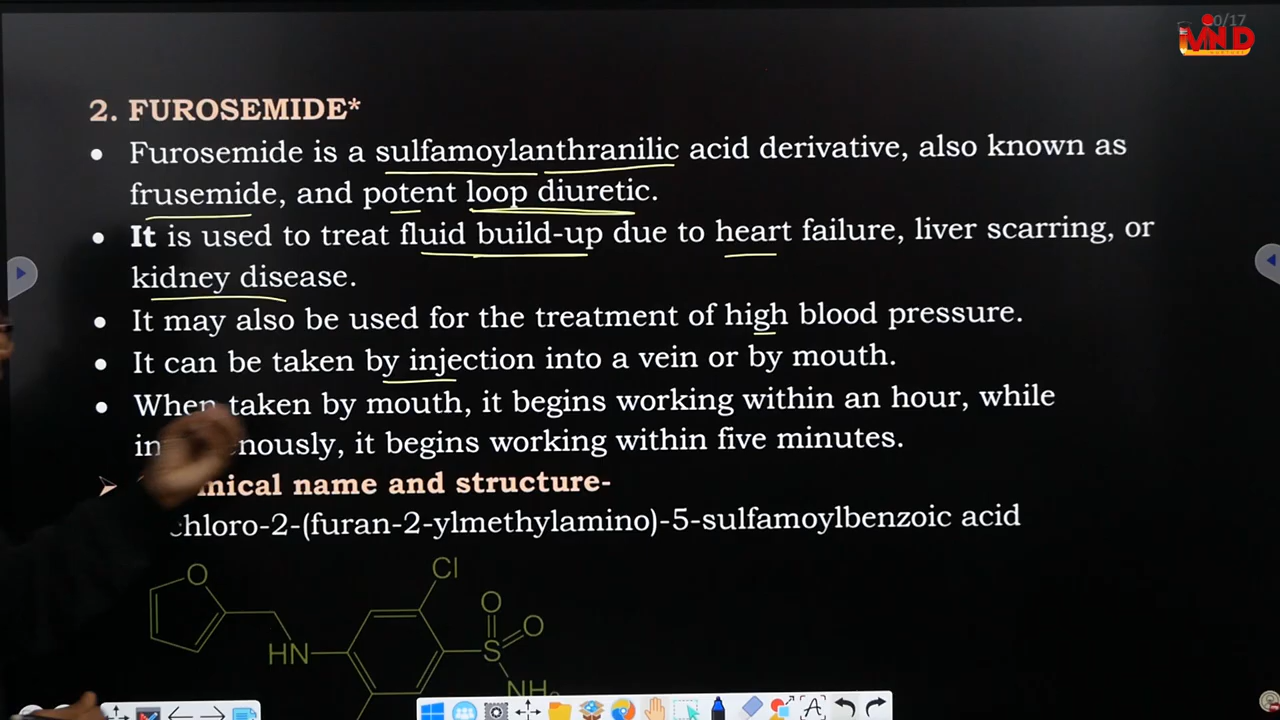 0/17
MIND
2. FUROSEMIDE*
• Furosemide is a sulfamoylanthranilic acid derivative, also known as
frusemide, and potent loop diuretic.
• It is used to treat fluid build-up due to heart failure, liver scarring, or
kidney disease.
• It may also be used for the treatment of high blood pressure.
• It can be taken by injection into a vein or by mouth.
• When taken by mouth, it begins working within an hour, while
it begins working within five minutes.
name and structure-
chloro-2-(furan-2-ylmethylamino)-5-sulfamoylbenzoic acid
Cl
O
O
O
HN
S
NH
A